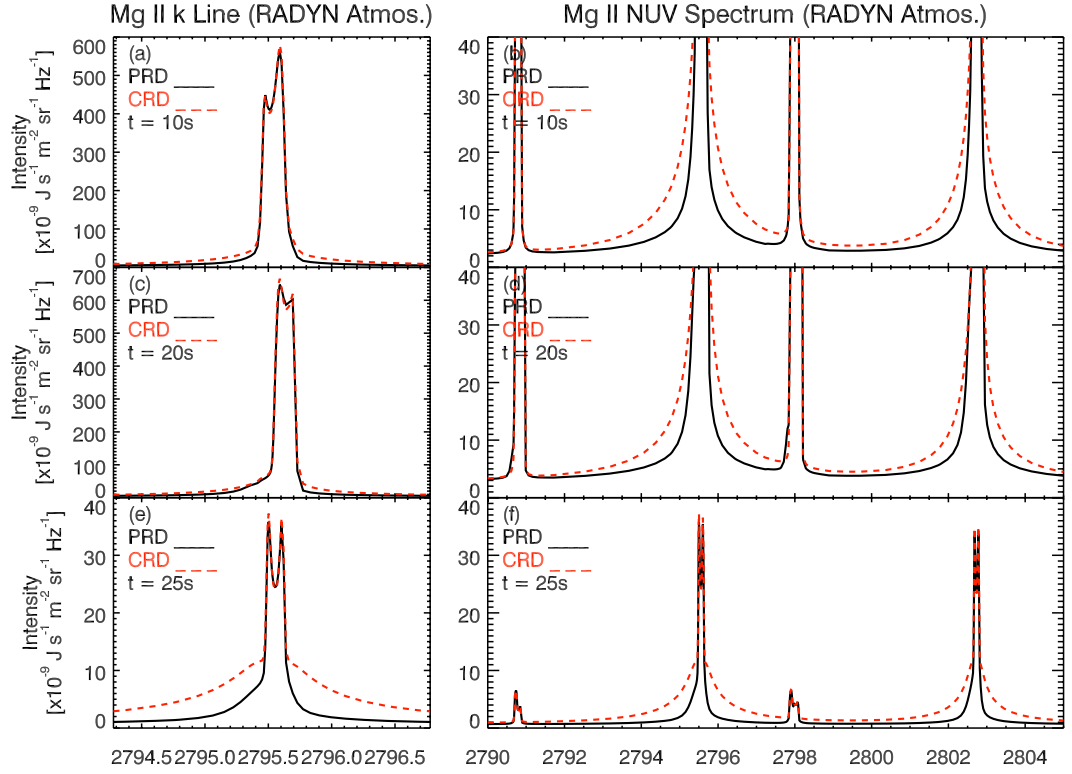 Mg II k Line (RADYN Atmos.)
Mg II NUV Spectrum (RADYN Atmos.)
Intensity
[x10⁻⁹ J s⁻¹ m⁻² sr⁻¹ Hz⁻¹]
600
500
400
300
200
100
0
(a)
PRD
CRD
t = 10s
40
30
20
10
0
(b)
PRD
CRD
t = 10s
Intensity
[x10⁻⁹ J s⁻¹ m⁻² sr⁻¹ Hz⁻¹]
700
600
500
400
300
200
100
0
(c)
PRD
CRD
t = 20s
40
30
20
10
0
(d)
PRD
CRD
t = 20s
Intensity
[x10⁻⁹ J s⁻¹ m⁻² sr⁻¹ Hz⁻¹]
40
30
20
10
0
(e)
PRD
CRD
t = 25s
40
30
20
10
0
(f)
PRD
CRD
t = 25s
2794.5 2795.0 2795.5 2796.0 2796.5
2790 2792 2794 2796 2798 2800 2802 2804